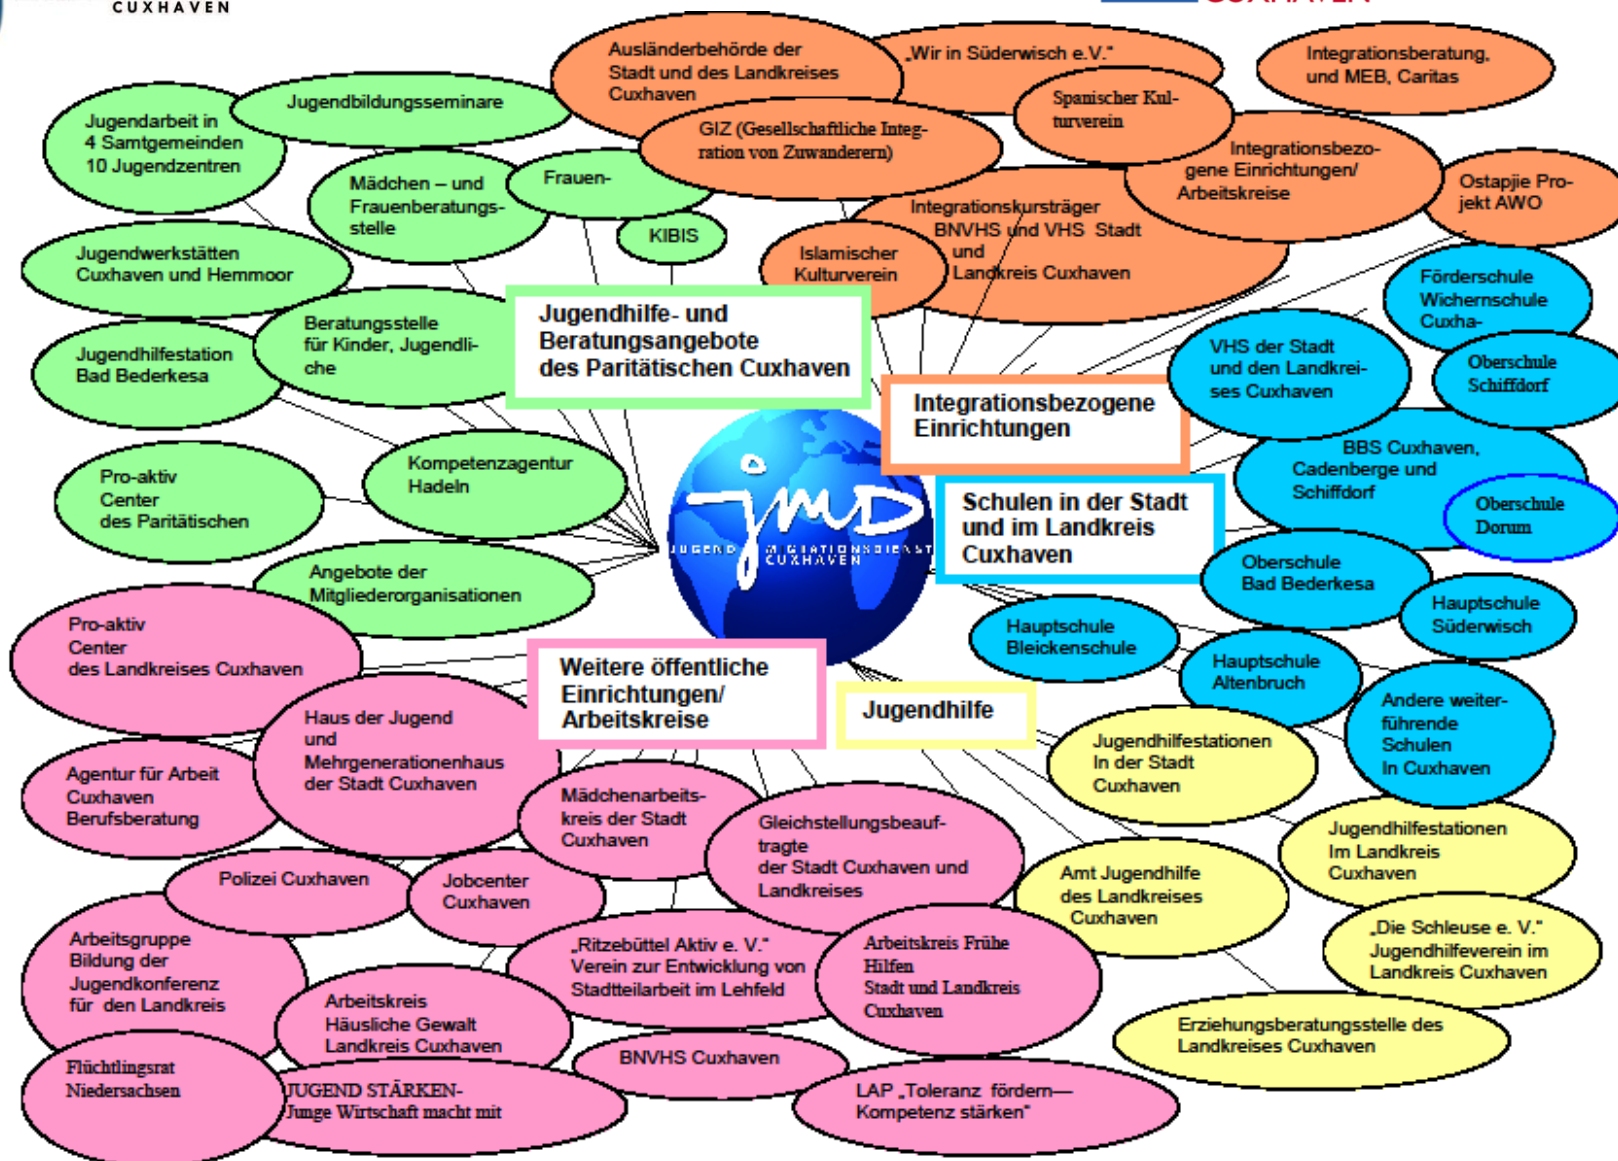 CUXHAVEN
CUXHAVEN
Ausländerbehörde der
Stadt und des Landkreises
Cuxhaven
„Wir in Süderwisch e.V.“
Integrationsberatung,
und MEB, Caritas
Jugendbildungsseminare
Jugendarbeit in
4 Samtgemeinden
10 Jugendzentren
Spanischer Kul-
turverein
GIZ (Gesellschaftliche Integ-
ration von Zuwanderern)
Integrationsbezo-
gene Einrichtungen/
Arbeitskreise
Mädchen – und
Frauenberatungs-
stelle
Frauen-
Ostapjie Pro-
jekt AWO
Integrationskursträger
BNVHS und VHS Stadt
und
Landkreis Cuxhaven
KIBIS
Islamischer
Kulturverein
Jugendwerkstätten
Cuxhaven und Hemmoor
Förderschule
Wichernschule
Cuxha-
Jugendhilfe- und
Beratungsangebote
des Paritätischen Cuxhaven
Beratungsstelle
für Kinder, Jugendli-
che
Jugendhilfestation
Bad Bederkesa
VHS der Stadt
und den Landkrei-
ses Cuxhaven
Oberschule
Schiffdorf
Integrationsbezogene
Einrichtungen
BBS Cuxhaven,
Cadenberge und
Schiffdorf
Kompetenzagentur
Hadeln
Pro-aktiv
Center
des Paritätischen
jmD
JUGEND MIGRATIONSDIENST
CUXHAVEN
Schulen in der Stadt
und im Landkreis
Cuxhaven
Oberschule
Dorum
Oberschule
Bad Bederkesa
Angebote der
Mitgliederorganisationen
Hauptschule
Süderwisch
Pro-aktiv
Center
des Landkreises Cuxhaven
Hauptschule
Bleickenschule
Hauptschule
Altenbruch
Weitere öffentliche
Einrichtungen/
Arbeitskreise
Jugendhilfe
Andere weiter-
führende
Schulen
In Cuxhaven
Haus der Jugend
und
Mehrgenerationenhaus
der Stadt Cuxhaven
Jugendhilfestationen
In der Stadt
Cuxhaven
Agentur für Arbeit
Cuxhaven
Berufsberatung
Mädchenarbeits-
kreis der Stadt
Cuxhaven
Gleichstellungsbeauf-
tragte
der Stadt Cuxhaven und
Landkreises
Jugendhilfestationen
Im Landkreis
Cuxhaven
Polizei Cuxhaven
Jobcenter
Cuxhaven
Amt Jugendhilfe
des Landkreises
Cuxhaven
Arbeitsgruppe
Bildung der
Jugendkonferenz
für den Landkreis
„Ritzebüttel Aktiv e. V.“
Verein zur Entwicklung von
Stadtteilarbeit im Lehfeld
Arbeitskreis Frühe
Hilfen
Stadt und Landkreis
Cuxhaven
„Die Schleuse e. V.“
Jugendhilfeverein im
Landkreis Cuxhaven
Arbeitskreis
Häusliche Gewalt
Landkreis Cuxhaven
Erziehungsberatungsstelle des
Landkreises Cuxhaven
BNVHS Cuxhaven
Flüchtlingsrat
Niedersachsen
JUGEND STÄRKEN-
Junge Wirtschaft macht mit
LAP „Toleranz fördern—
Kompetenz stärken“